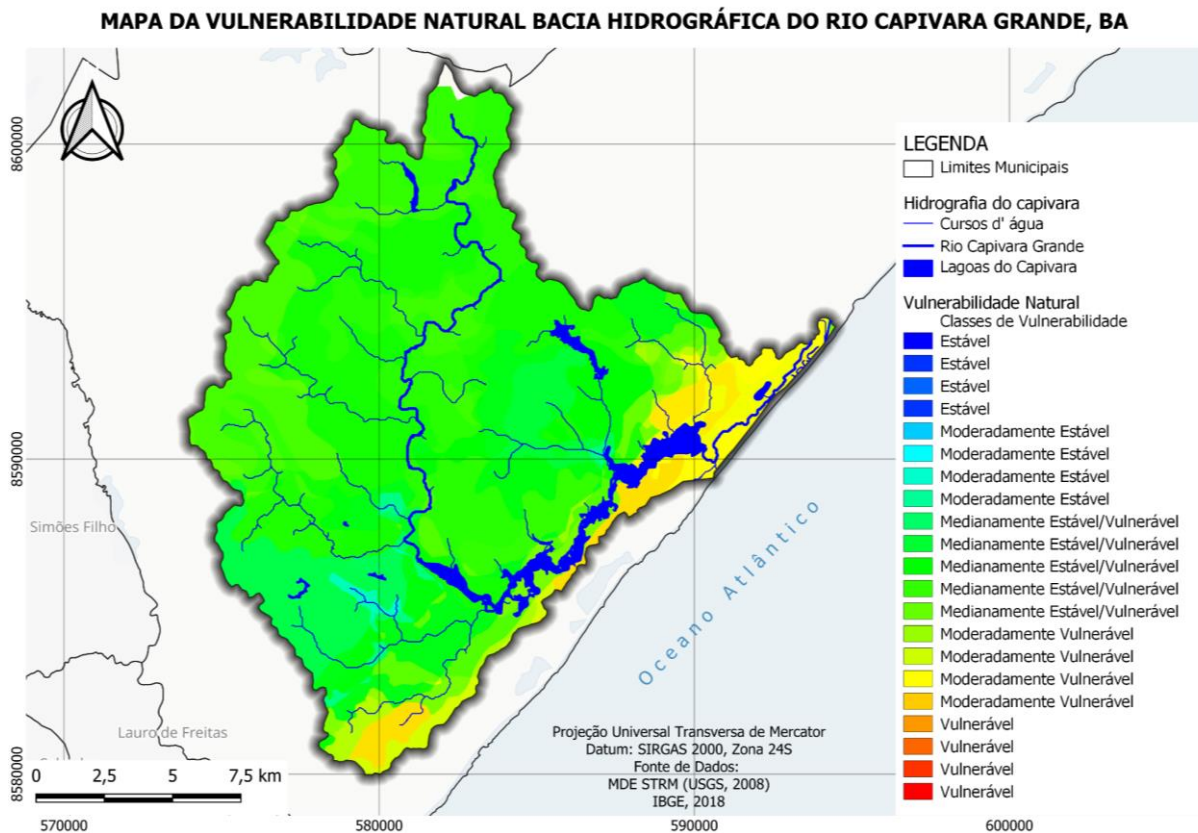 MAPA DA VULNERABILIDADE NATURAL BACIA HIDROGRÁFICA DO RIO CAPIVARA GRANDE, BA
8600000
8590000
8580000
570000
580000
590000
600000
Simões Filho
Lauro de Freitas
Oceano Atlântico
0 2,5 5 7,5 km
Projeção Universal Transversa de Mercator
Datum: SIRGAS 2000, Zona 24S
Fonte de Dados:
MDE STRM (USGS, 2008)
IBGE, 2018
LEGENDA
Limites Municipais
Hidrografia do capivara
Cursos d' água
Rio Capivara Grande
Lagoas do Capivara
Vulnerabilidade Natural
Classes de Vulnerabilidade
Estável
Estável
Estável
Estável
Moderadamente Estável
Moderadamente Estável
Moderadamente Estável
Moderadamente Estável
Medianamente Estável/Vulnerável
Medianamente Estável/Vulnerável
Medianamente Estável/Vulnerável
Medianamente Estável/Vulnerável
Medianamente Estável/Vulnerável
Moderadamente Vulnerável
Moderadamente Vulnerável
Moderadamente Vulnerável
Moderadamente Vulnerável
Vulnerável
Vulnerável
Vulnerável
Vulnerável